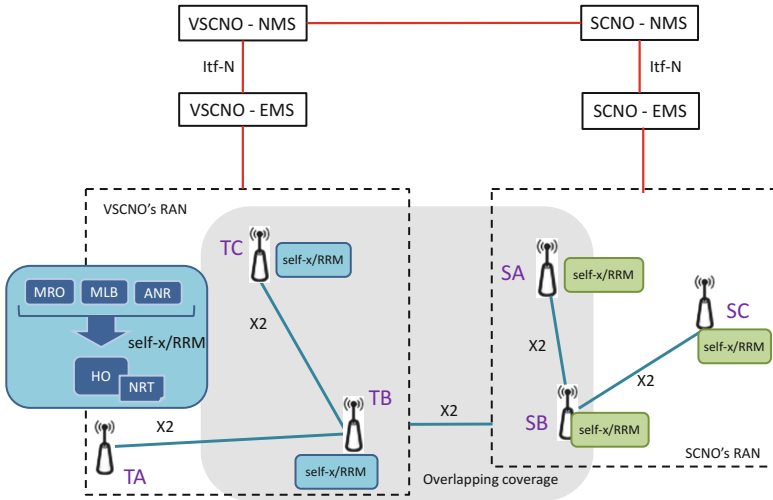 VSCNO - NMS
SCNO - NMS
Itf-N
Itf-N
VSCNO - EMS
SCNO - EMS
VSCNO's RAN
TC
self-x/RRM
SA
self-x/RRM
MRO
MLB
ANR
self-x/RRM
HO
NRT
X2
X2
SC
self-x/RRM
X2
TB
X2
X2
SB
self-x/RRM
TA
self-x/RRM
SCNO's RAN
Overlapping coverage